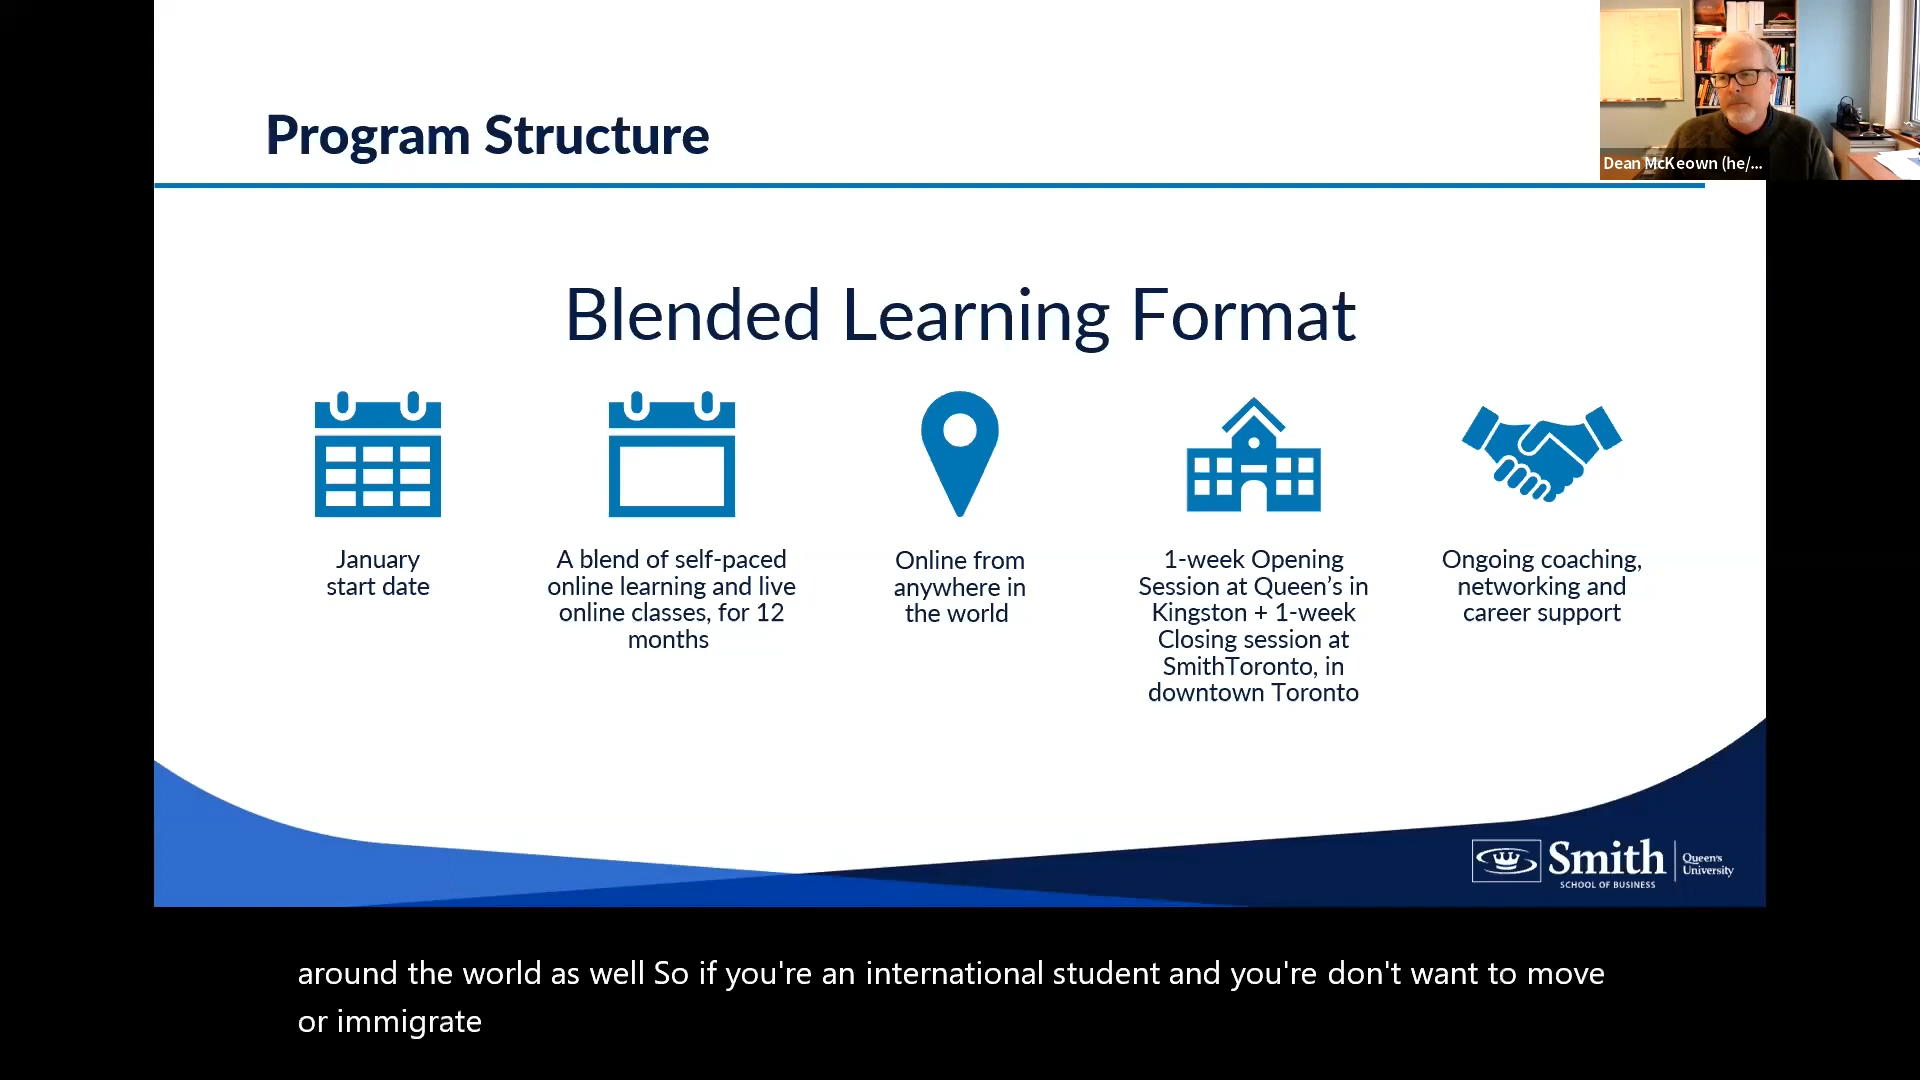 Program Structure
Dean McKeown (he/...
Blended Learning Format
January
start date
A blend of self-paced
online learning and live
online classes, for 12
months
Online from
anywhere in
the world
1-week Opening
Session at Queen's in
Kingston + 1-week
Closing session at
SmithToronto, in
downtown Toronto
Ongoing coaching,
networking and
career support
Smith
SCHOOL OF BUSINESS
Queen's
University
around the world as well So if you're an international student and you're don't want to move
or immigrate